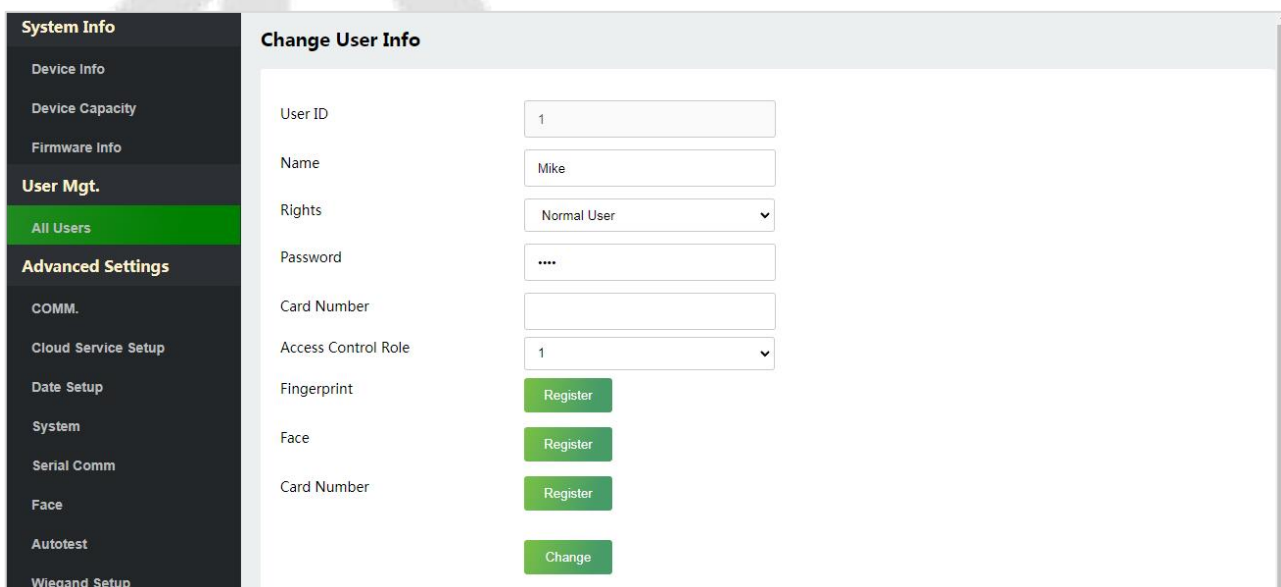 System Info
Device Info
Device Capacity
Firmware Info
User Mgt.
All Users
Advanced Settings
COMM.
Cloud Service Setup
Date Setup
System
Serial Comm
Face
Autotest
Wiegand Setup
Change User Info
User ID 1
Name Mike
Rights Normal User
Password ••••
Card Number
Access Control Role 1
Fingerprint Register
Face Register
Card Number Register
Change